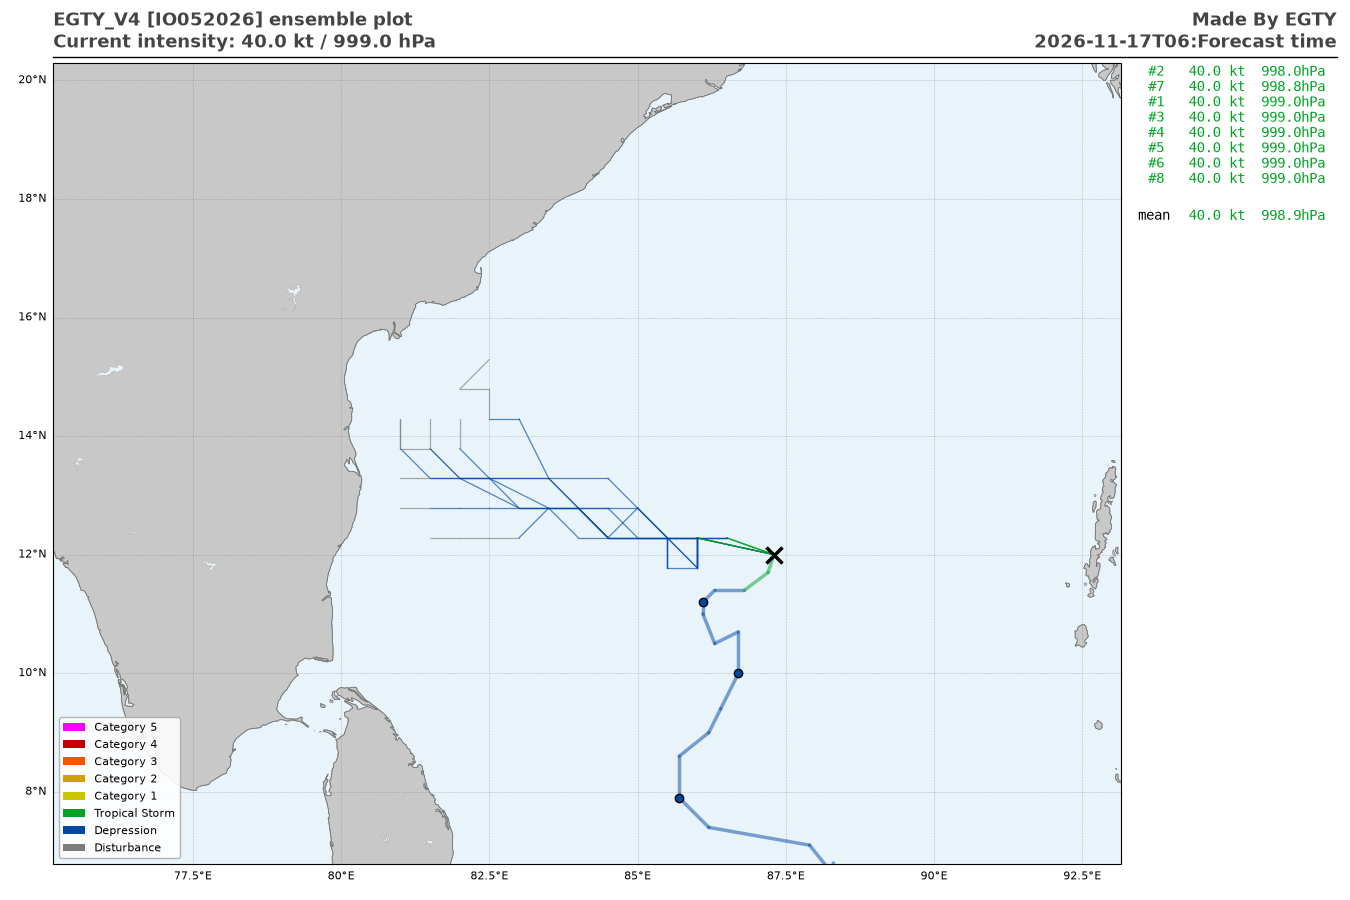 EGTY_V4 [IO052026] ensemble plot
Made By EGTY
Current intensity: 40.0 kt / 999.0 hPa
2026-11-17T06:Forecast time
#2 40.0 kt 998.0hPa
#7 40.0 kt 998.8hPa
#1 40.0 kt 999.0hPa
#3 40.0 kt 999.0hPa
#4 40.0 kt 999.0hPa
#5 40.0 kt 999.0hPa
#6 40.0 kt 999.0hPa
#8 40.0 kt 999.0hPa
mean 40.0 kt 998.9hPa
20°N
18°N
16°N
14°N
12°N
10°N
8°N
Category 5
Category 4
Category 3
Category 2
Category 1
Tropical Storm
Depression
Disturbance
77.5°E 80°E 82.5°E 85°E 87.5°E 90°E 92.5°E